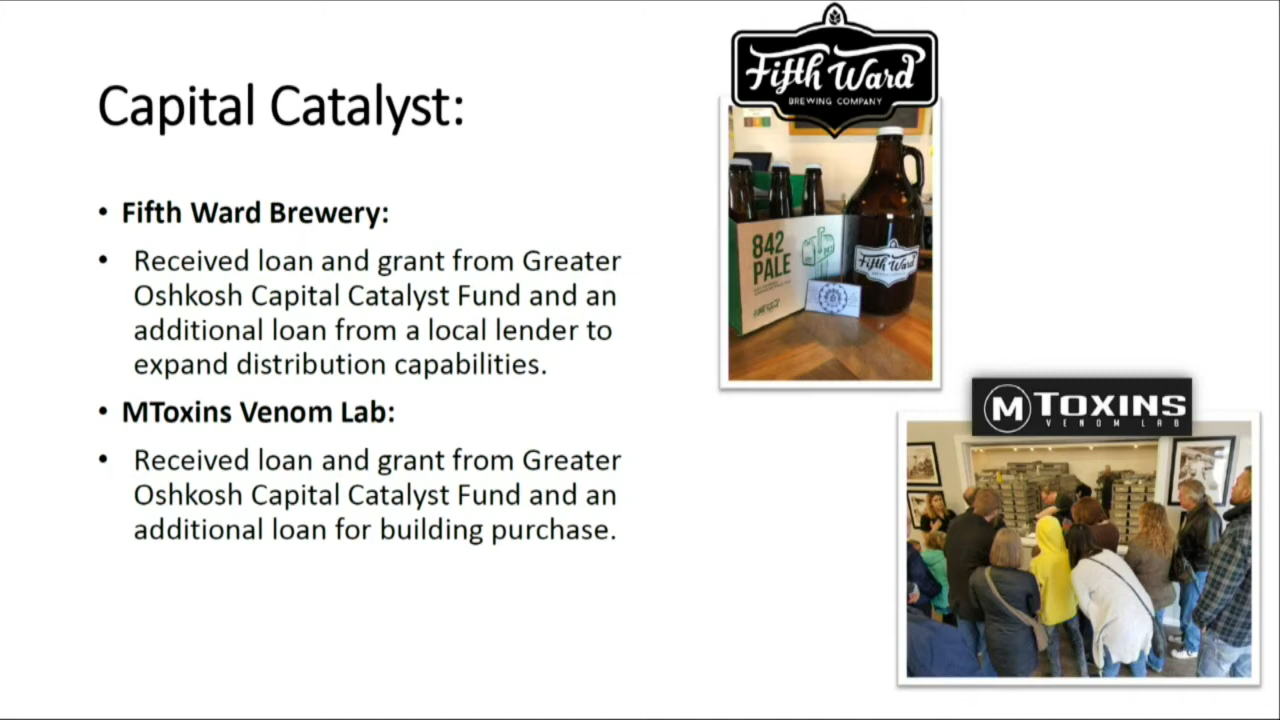 Capital Catalyst:
• Fifth Ward Brewery:
• Received loan and grant from Greater
Oshkosh Capital Catalyst Fund and an
additional loan from a local lender to
expand distribution capabilities.
• MToxins Venom Lab:
• Received loan and grant from Greater
Oshkosh Capital Catalyst Fund and an
additional loan for building purchase.
Fifth Ward
BREWING COMPANY
842
PALE
Fifth Ward
M TOXINS
VENOM LAB